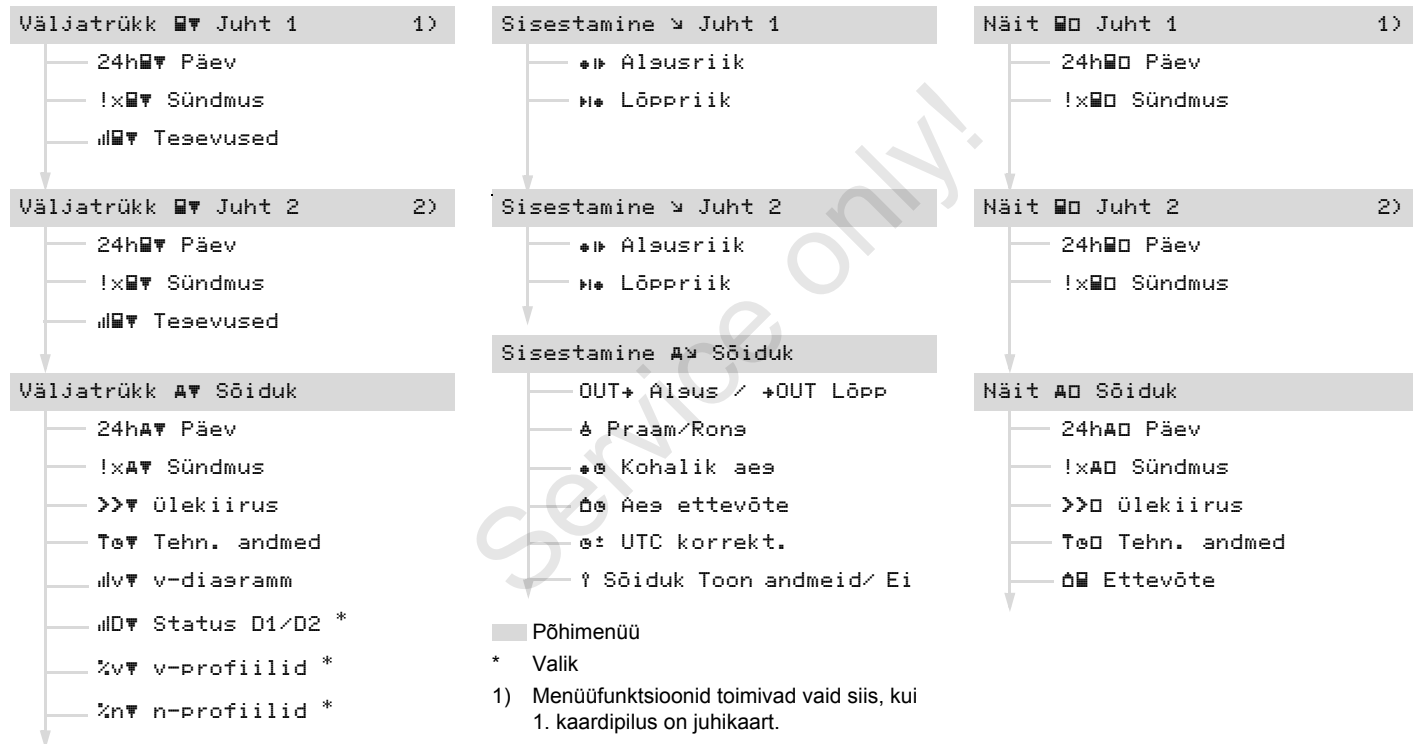 Väljatrükk Juht 1 1)
24h Päev
!x Sündmus
Tegevused
Väljatrükk Juht 2 2)
24h Päev
!x Sündmus
Tegevused
Väljatrükk Sõiduk
24h Päev
!x Sündmus
>> Ülekiirus
T Tehn. andmed
v v-diagramm
D Status D1/D2 *
%v v-profiilid *
%n n-profiilid *
Sisestamine Juht 1
Algusriik
Lõppriik
Sisestamine Juht 2
Algusriik
Lõppriik
Sisestamine Sõiduk
OUT→ Algus / →OUT Lõpp
Praam/Rong
Kohalik aeg
Aeg ettevõte
± UTC korrekt.
Sõiduk Toon andmeid/ Ei
Põhimenüü
* Valik
1) Menüüfunktsioonid toimivad vaid siis, kui
1. kaardipilus on juhikaart.
Näit Juht 1 1)
24h Päev
!x Sündmus
Näit Juht 2 2)
24h Päev
!x Sündmus
Näit Sõiduk
24h Päev
!x Sündmus
>> Ülekiirus
T Tehn. andmed
Ettevõte
Service only!